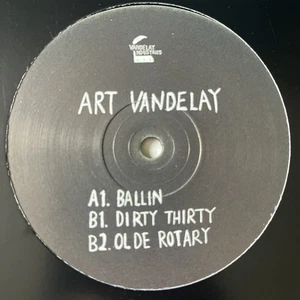 VANDELAY
INDUSTRIES
ART VANDELAY
A1. BALLIN
B1. DIRTY THIRTY
B2. OLDE ROTARY